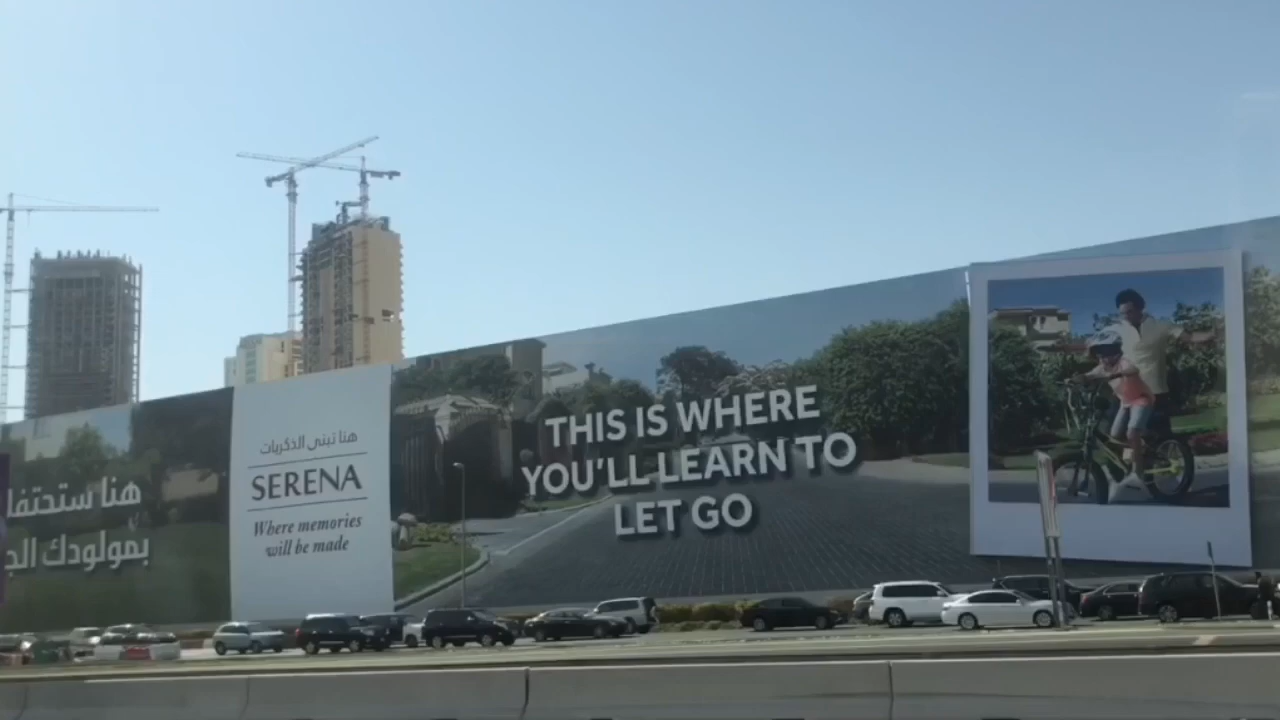 هنا ستحتفل
بمولودك
هنا نبني الذكريات
SERENA
Where memories
will be made
THIS IS WHERE
YOU'LL LEARN TO
LET GO